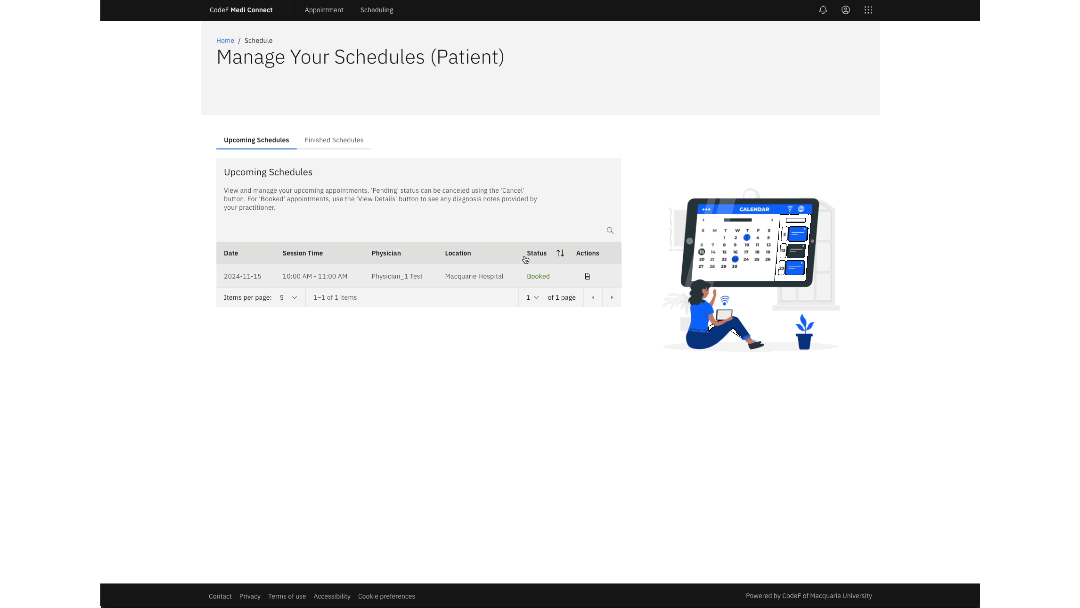 CodeF Medi Connect Appointment Scheduling
Home / Schedule
Manage Your Schedules (Patient)
Upcoming Schedules Finished Schedules
Upcoming Schedules
View and manage your upcoming appointments. 'Pending' status can be canceled using the 'Cancel'
button. For 'Booked' appointments, use the 'View Details' button to see any diagnosis notes provided by
your practitioner.
Date Session Time Physician Location Status Actions
2024-11-15 10:00 AM - 11:00 AM Physician_1 Test Macquarie Hospital Booked
Items per page: 5 1–1 of 1 items 1 of 1 page
CALENDAR
S M T W T F S
1 2 3 4 5
6 7 8 9 10 11 12
13 14 15 16 17 18 19
20 21 22 23 24 25 26
27 28 29 30
Contact Privacy Terms of use Accessibility Cookie preferences Powered by CodeF of Macquarie University